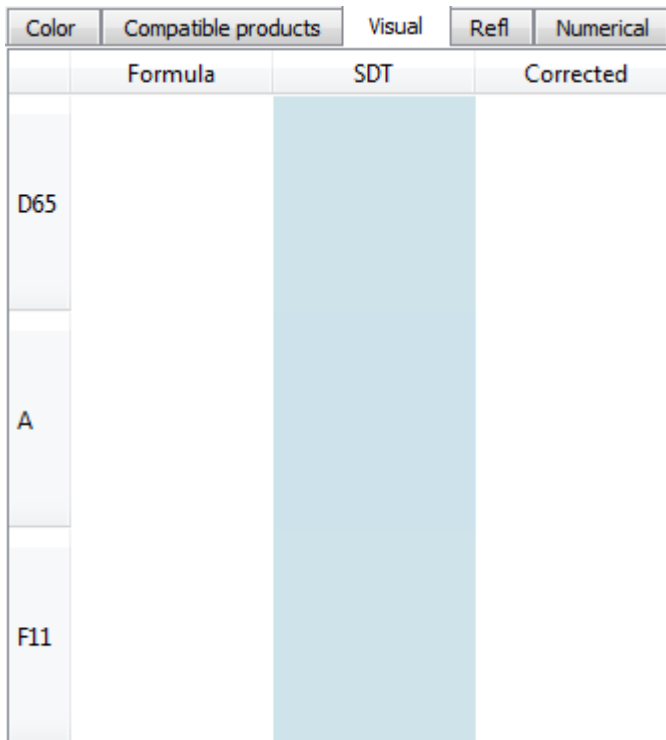 Color Compatible products Visual Refl Numerical
Formula SDT Corrected
D65
A
F11